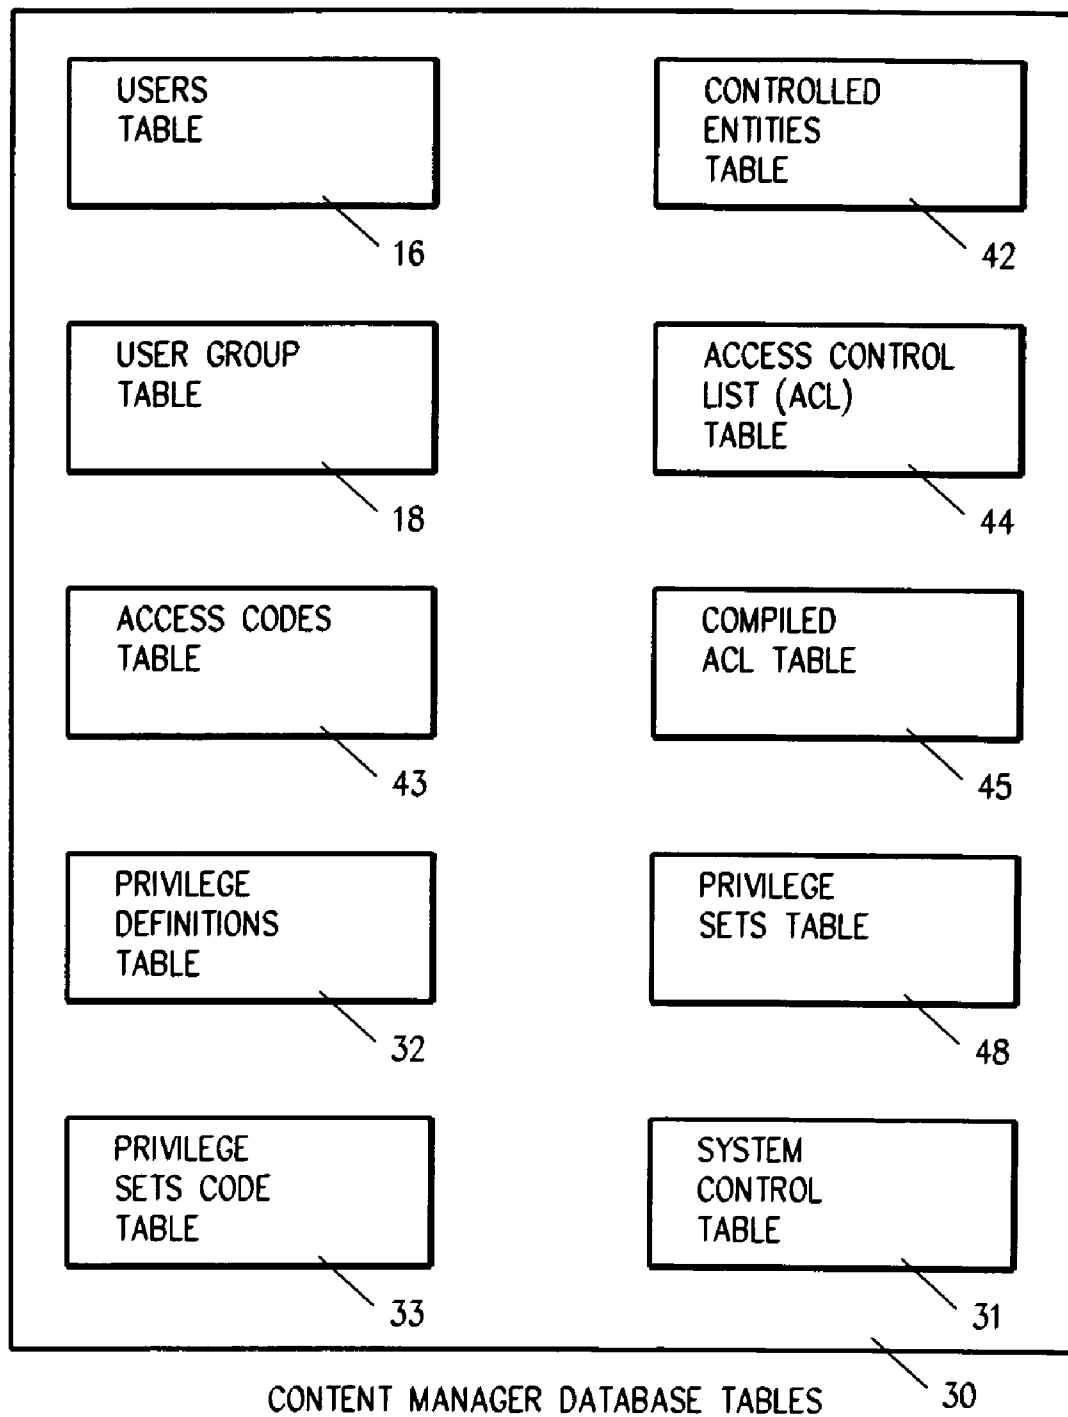 USERS
TABLE
16
CONTROLLED
ENTITIES
TABLE
42
USER GROUP
TABLE
18
ACCESS CONTROL
LIST (ACL)
TABLE
44
ACCESS CODES
TABLE
43
COMPILED
ACL TABLE
45
PRIVILEGE
DEFINITIONS
TABLE
32
PRIVILEGE
SETS TABLE
48
PRIVILEGE
SETS CODE
TABLE
33
SYSTEM
CONTROL
TABLE
31
30
CONTENT MANAGER DATABASE TABLES